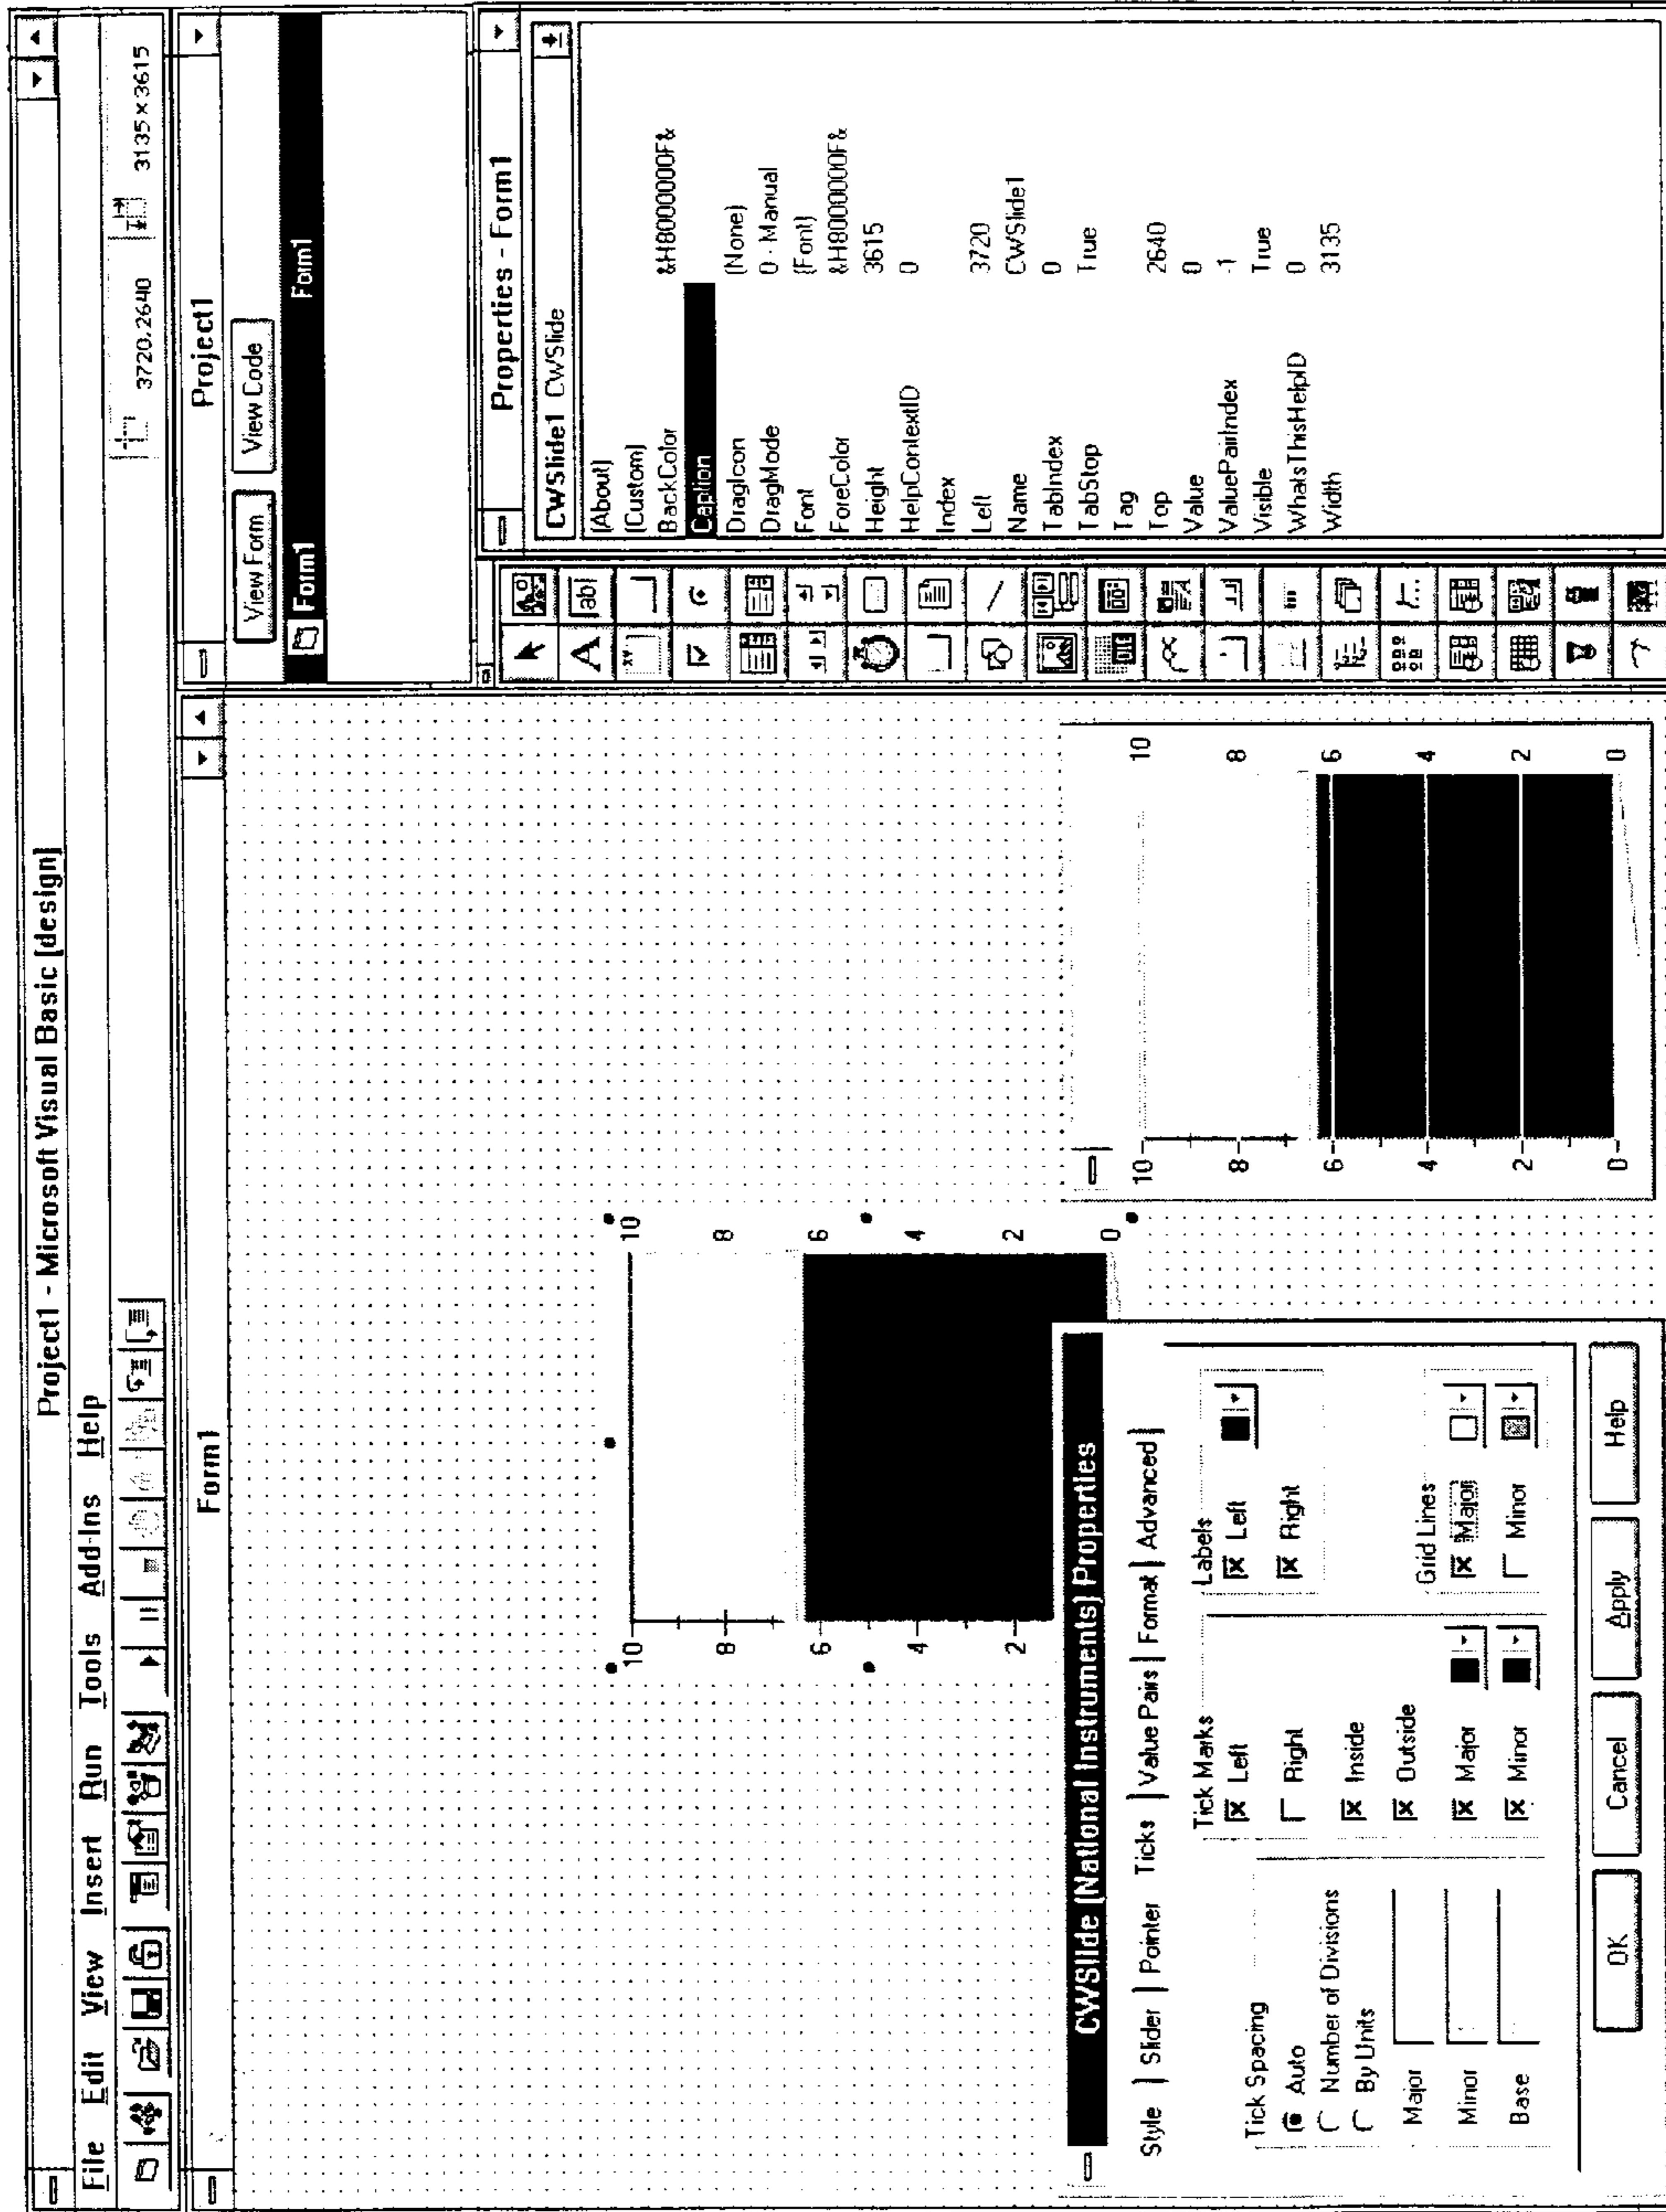 Project1 - Microsoft Visual Basic [design]
File Edit View Insert Run Tools Add-Ins Help
3720,2640
3135×3615
Form1
10
8
6
4
2
10
8
6
4
2
0
10
8
6
4
2
0
10
8
6
4
2
0
CWSlide (National Instruments) Properties
Style
Slider
Pointer
Ticks
Value Pairs
Format
Advanced
Tick Spacing
Auto
Number of Divisions
By Units
Major
Minor
Base
Tick Marks
Left
Right
Inside
Outside
Major
Minor
Labels
Left
Right
Grid Lines
Major
Minor
OK
Cancel
Apply
Help
Project1
View Form
View Code
Form1
Form1
A
ab
xy
OLE
Properties - Form1
CWSlide1 CWSlide
(About)
(Custom)
BackColor &H8000000F&
Caption
DragIcon (None)
DragMode 0 - Manual
Font (Font)
ForeColor &H8000000F&
Height 3615
HelpContextID 0
Index
Left 3720
Name CWSlide1
TabIndex 0
TabStop True
Tag
Top 2640
Value 0
ValuePairIndex -1
Visible True
WhatsThisHelpID 0
Width 3135